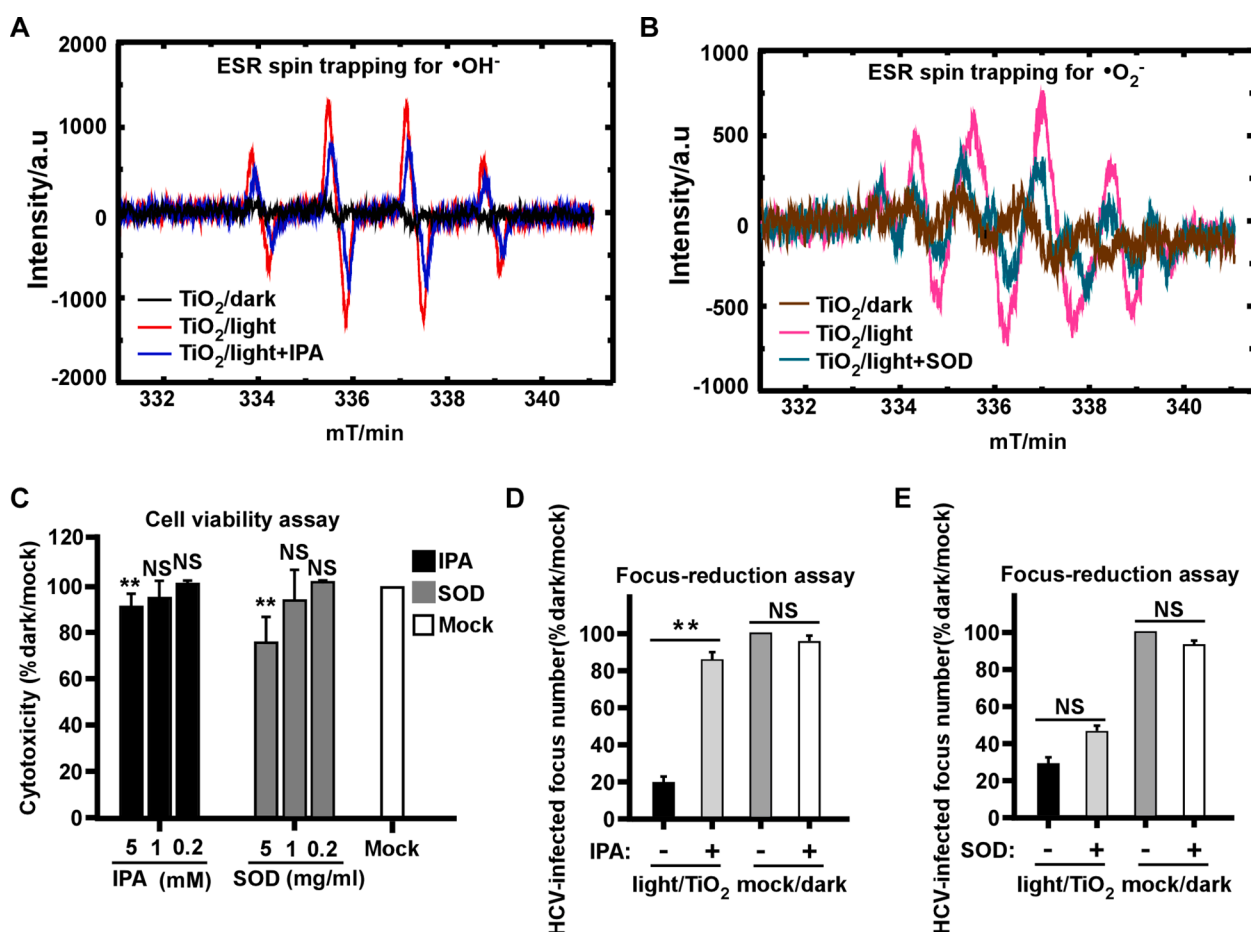 A
ESR spin trapping for •OH⁻
2000
1000
0
-1000
-2000
Intensity/a.u
TiO₂/dark
TiO₂/light
TiO₂/light+IPA
332 334 336 338 340
mT/min
B
ESR spin trapping for •O₂⁻
1000
500
0
-500
-1000
Intensity/a.u
TiO₂/dark
TiO₂/light
TiO₂/light+SOD
332 334 336 338 340
mT/min
C
Cell viability assay
120
100
80
60
40
20
0
Cytotoxicity (%dark/mock)
** NS NS
** NS NS
IPA
SOD
Mock
5 1 0.2 5 1 0.2 Mock
IPA (mM) SOD (mg/ml)
D
Focus-reduction assay
HCV-infected focus number(%dark/mock)
100
80
60
40
20
0
** NS
IPA: - + - +
light/TiO₂ mock/dark
E
Focus-reduction assay
HCV-infected focus number(%dark/mock)
100
80
60
40
20
0
NS NS
SOD: - + - +
light/TiO₂ mock/dark